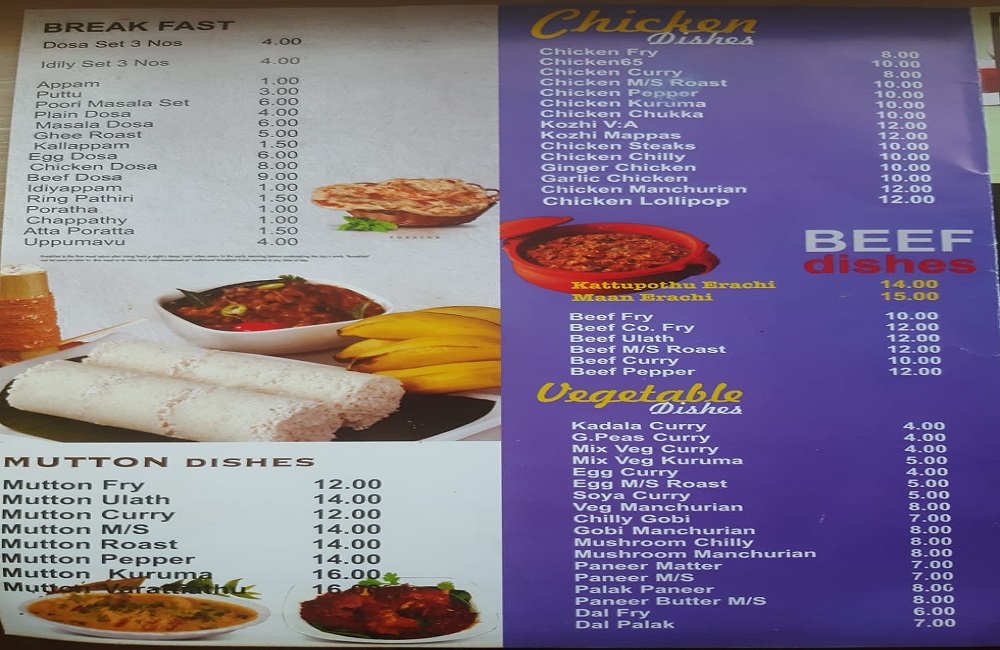 BREAK FAST
Dosa Set 3 Nos 4.00
Idily Set 3 Nos 4.00
Appam 1.00
Puttu 3.00
Poori Masala Set 6.00
Plain Dosa 4.00
Masala Dosa 6.00
Ghee Roast 5.00
Kallappam 1.50
Egg Dosa 6.00
Chicken Dosa 8.00
Beef Dosa 9.00
Idiyappam 1.00
Ring Pathiri 1.50
Poratha 1.00
Chappathy 1.00
Atta Poratta 1.50
Uppumavu 4.00
PORATHA
MUTTON DISHES
Mutton Fry 12.00
Mutton Ulath 14.00
Mutton Curry 12.00
Mutton M/S 14.00
Mutton Roast 14.00
Mutton Pepper 14.00
Mutton Kuruma 16.00
Mutton Varattiathu 16.00
Chicken
Dishes
Chicken Fry 8.00
Chicken65 10.00
Chicken Curry 8.00
Chicken M/S Roast 10.00
Chicken Pepper 10.00
Chicken Kuruma 10.00
Chicken Chukka 10.00
Kozhi V:A 12.00
Kozhi Mappas 12.00
Chicken Steaks 10.00
Chicken Chilly 10.00
Ginger Chicken 10.00
Garlic Chicken 10.00
Chicken Manchurian 12.00
Chicken Lollipop 12.00
BEEF
dishes
Kattupothu Erachi 14.00
Maan Erachi 15.00
Beef Fry 10.00
Beef Co. Fry 12.00
Beef Ulath 12.00
Beef M/S Roast 12.00
Beef Curry 10.00
Beef Pepper 12.00
Vegetable
Dishes
Kadala Curry 4.00
G.Peas Curry 4.00
Mix Veg Curry 4.00
Mix Veg Kuruma 5.00
Egg Curry 4.00
Egg M/S Roast 5.00
Soya Curry 5.00
Veg Manchurian 8.00
Chilly Gobi 7.00
Gobi Manchurian 8.00
Mushroom Chilly 8.00
Mushroom Manchurian 8.00
Paneer Matter 7.00
Paneer M/S 7.00
Palak Paneer 8.00
Paneer Butter M/S 8.00
Dal Fry 6.00
Dal Palak 7.00